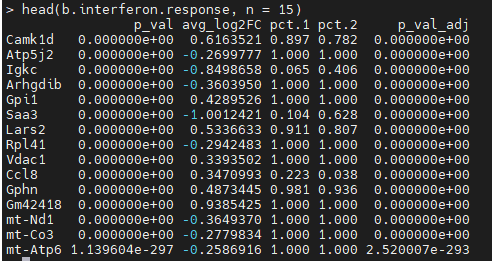 > head(b.interferon.response, n = 15)
p_val avg_log2FC pct.1 pct.2 p_val_adj
Camk1d 0.000000e+00 0.6163521 0.897 0.782 0.000000e+00
Atp5j2 0.000000e+00 -0.2699777 1.000 1.000 0.000000e+00
Igkc 0.000000e+00 -0.8498658 0.065 0.406 0.000000e+00
Arhgdib 0.000000e+00 -0.3603950 1.000 1.000 0.000000e+00
Gpi1 0.000000e+00 0.4289526 1.000 1.000 0.000000e+00
Saa3 0.000000e+00 -1.0012421 0.104 0.628 0.000000e+00
Lars2 0.000000e+00 0.5336633 0.911 0.807 0.000000e+00
Rpl41 0.000000e+00 -0.2942483 1.000 1.000 0.000000e+00
Vdac1 0.000000e+00 0.3393502 1.000 1.000 0.000000e+00
Ccl8 0.000000e+00 0.3470993 0.223 0.038 0.000000e+00
Gphn 0.000000e+00 0.4873445 0.981 0.936 0.000000e+00
Gm42418 0.000000e+00 0.9385425 1.000 1.000 0.000000e+00
mt-Nd1 0.000000e+00 -0.3649370 1.000 1.000 0.000000e+00
mt-Co3 0.000000e+00 -0.2779834 1.000 1.000 0.000000e+00
mt-Atp6 1.139604e-297 -0.2586916 1.000 1.000 2.520007e-293